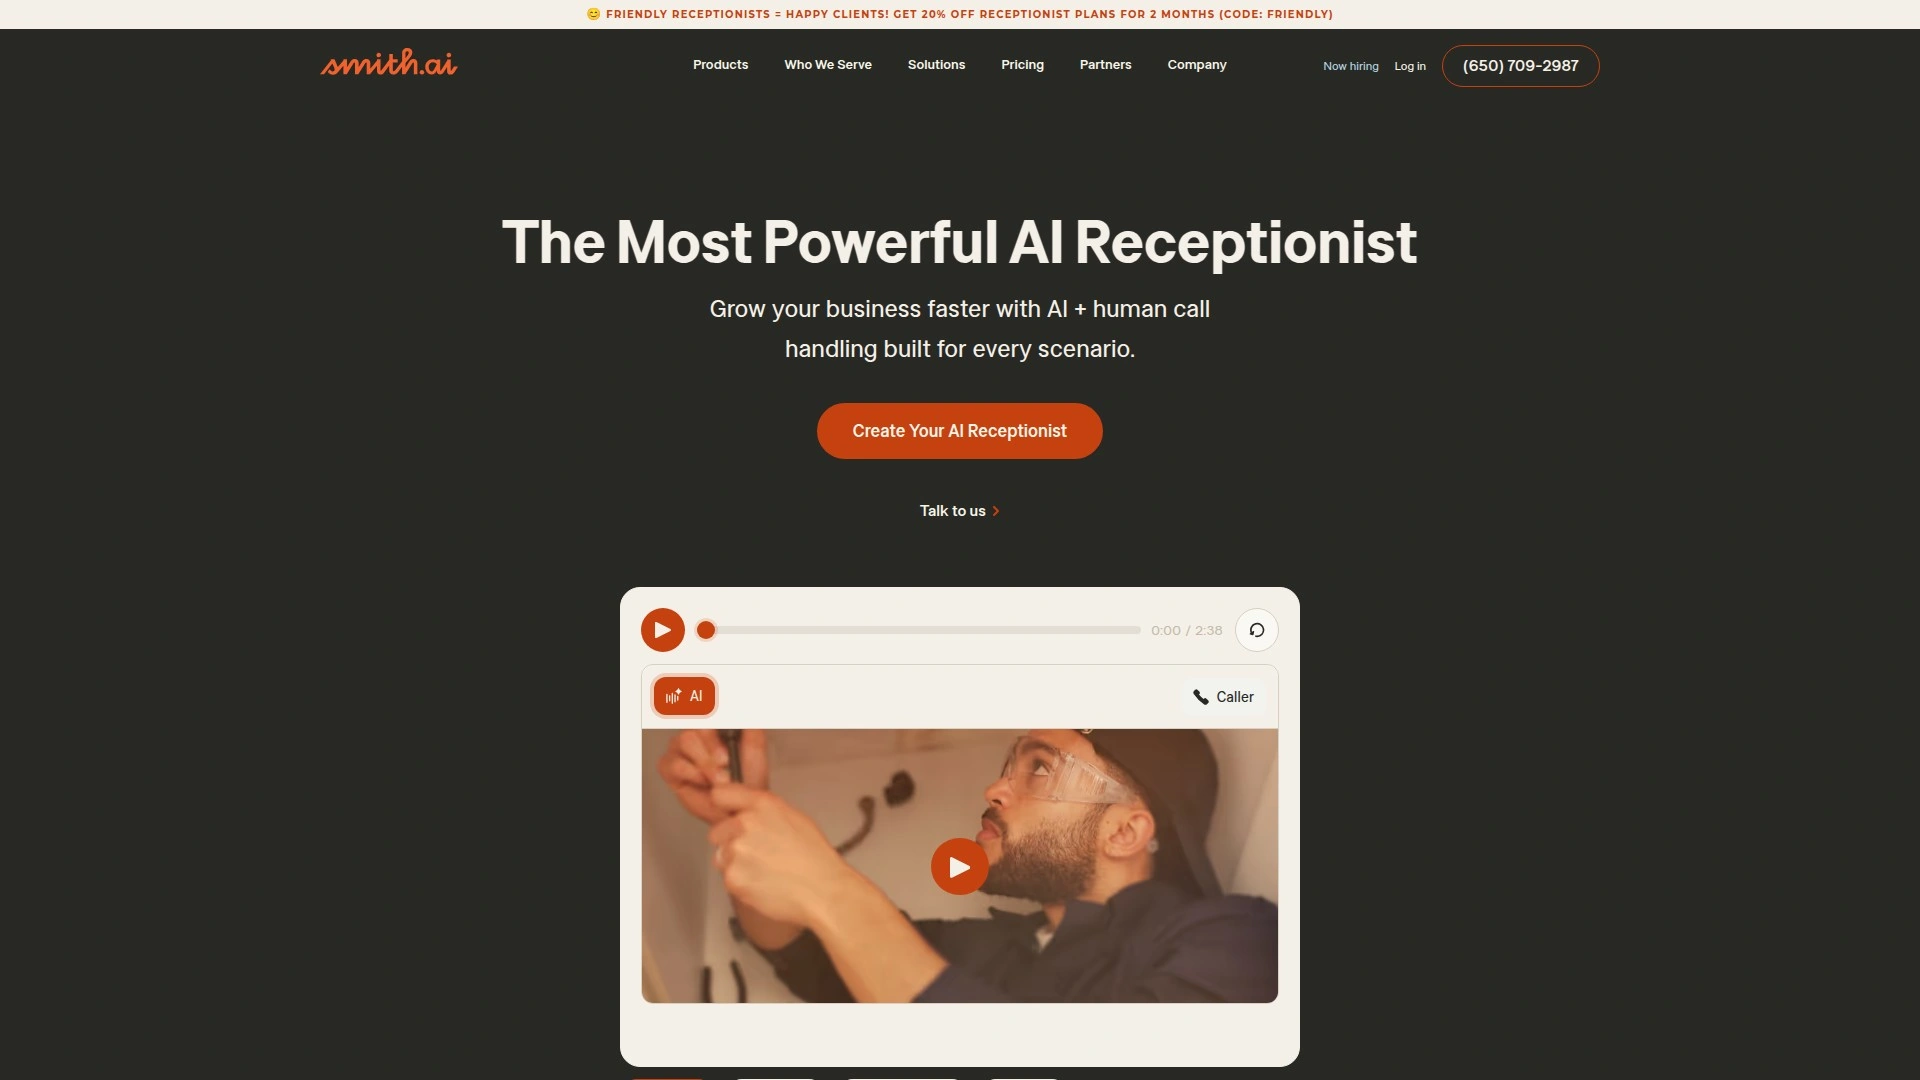 😊 FRIENDLY RECEPTIONISTS = HAPPY CLIENTS! GET 20% OFF RECEPTIONIST PLANS FOR 2 MONTHS (CODE: FRIENDLY)
smith.ai
Products
Who We Serve
Solutions
Pricing
Partners
Company
Now hiring
Log in
(650) 709-2987
The Most Powerful AI Receptionist
Grow your business faster with AI + human call
handling built for every scenario.
Create Your AI Receptionist
Talk to us
0:00 / 2:38
AI
Caller